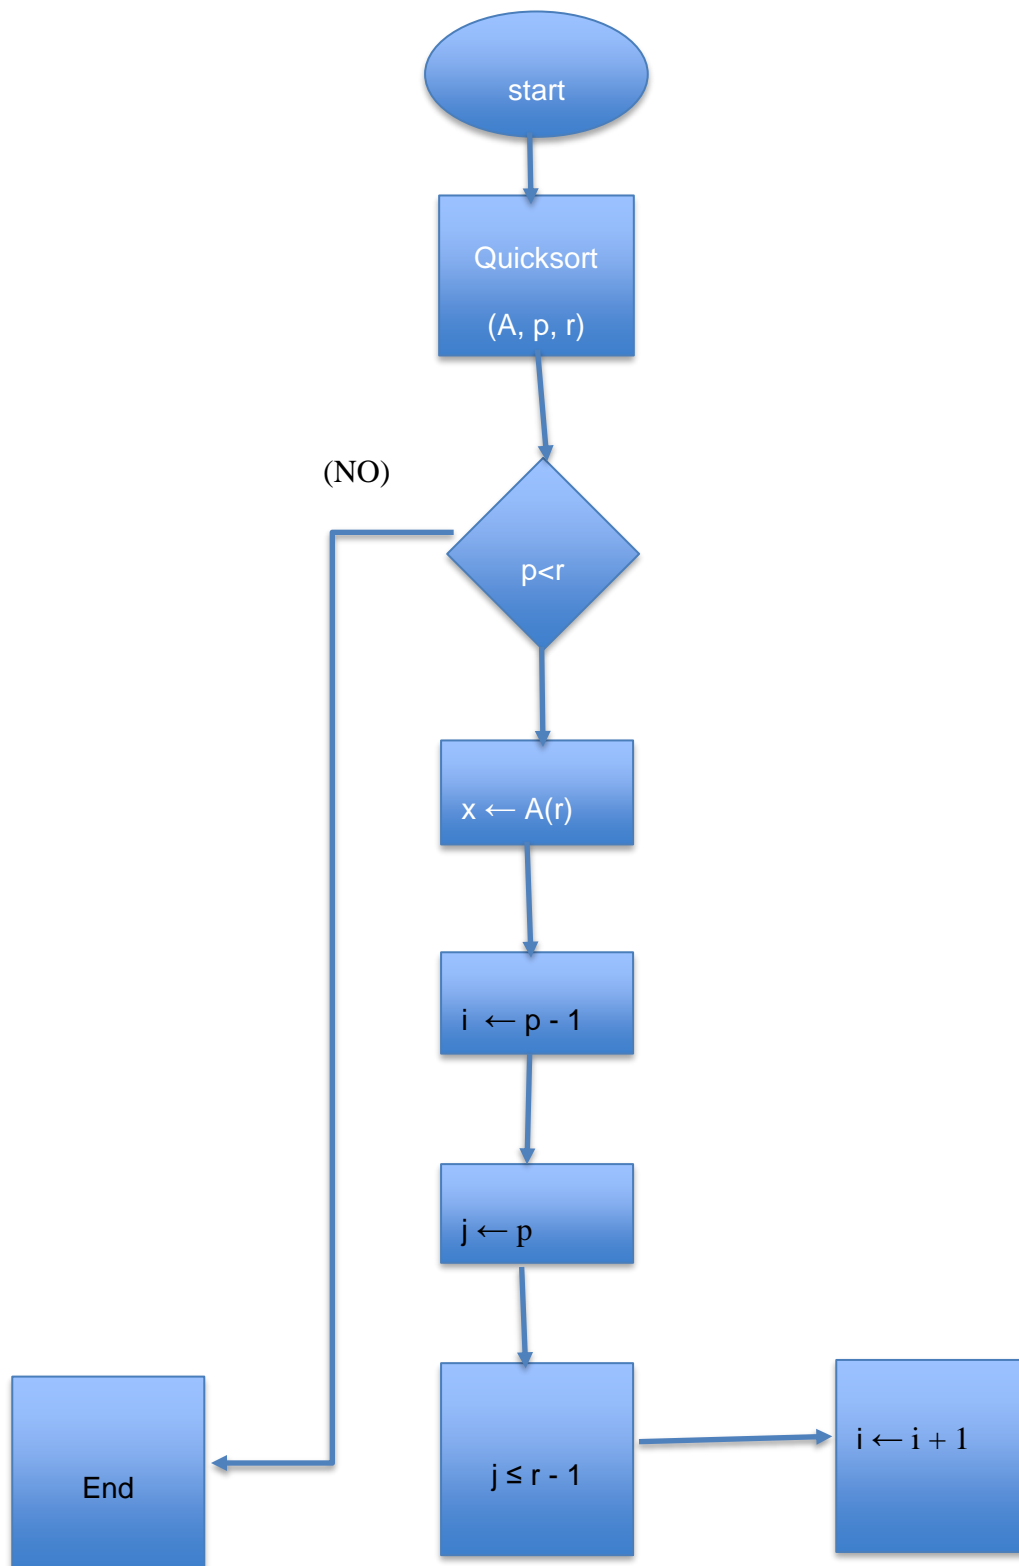 start
Quicksort
(A, p, r)
(NO)
p<r
x ← A(r)
i ← p - 1
j ← p
j ≤ r - 1
i ← i + 1
End